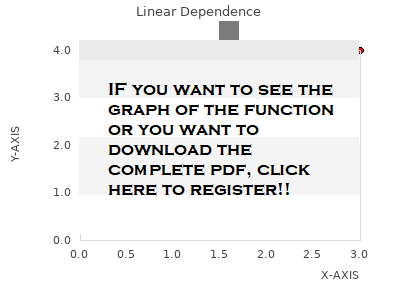 Linear Dependence
4.0
3.0
2.0
1.0
0.0
Y-AXIS
IF YOU WANT TO SEE THE
GRAPH OF THE FUNCTION
OR YOU WANT TO
DOWNLOAD THE
COMPLETE PDF, CLICK
HERE TO REGISTER!!
0.0 0.5 1.0 1.5 2.0 2.5 3.0
X-AXIS